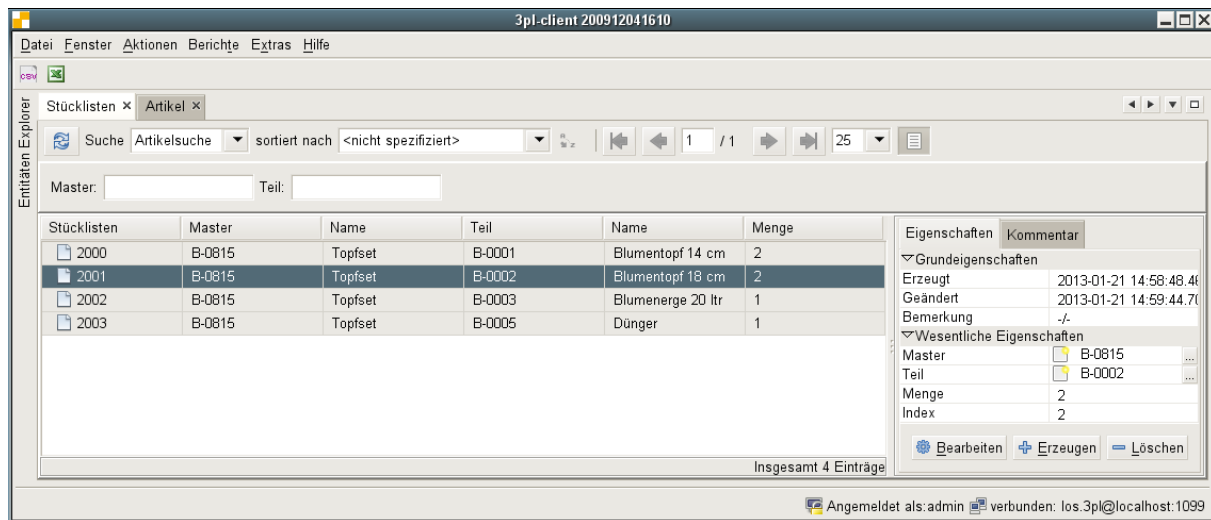 3pl-client 200912041610
Datei Fenster Aktionen Berichte Extras Hilfe
csv
Entitäten Explorer
Stücklisten × Artikel ×
Suche Artikelsuche sortiert nach <nicht spezifiziert> 1 / 1 25
Master: Teil:
Stücklisten Master Name Teil Name Menge
2000 B-0815 Topfset B-0001 Blumentopf 14 cm 2
2001 B-0815 Topfset B-0002 Blumentopf 18 cm 2
2002 B-0815 Topfset B-0003 Blumenerge 20 ltr 1
2003 B-0815 Topfset B-0005 Dünger 1
Insgesamt 4 Einträge
Eigenschaften Kommentar
Grundeigenschaften
Erzeugt 2013-01-21 14:58:48.4
Geändert 2013-01-21 14:59:44.7
Bemerkung -/-
Wesentliche Eigenschaften
Master B-0815 ...
Teil B-0002 ...
Menge 2
Index 2
Bearbeiten Erzeugen Löschen
Angemeldet als: admin verbunden: los.3pl@localhost:1099